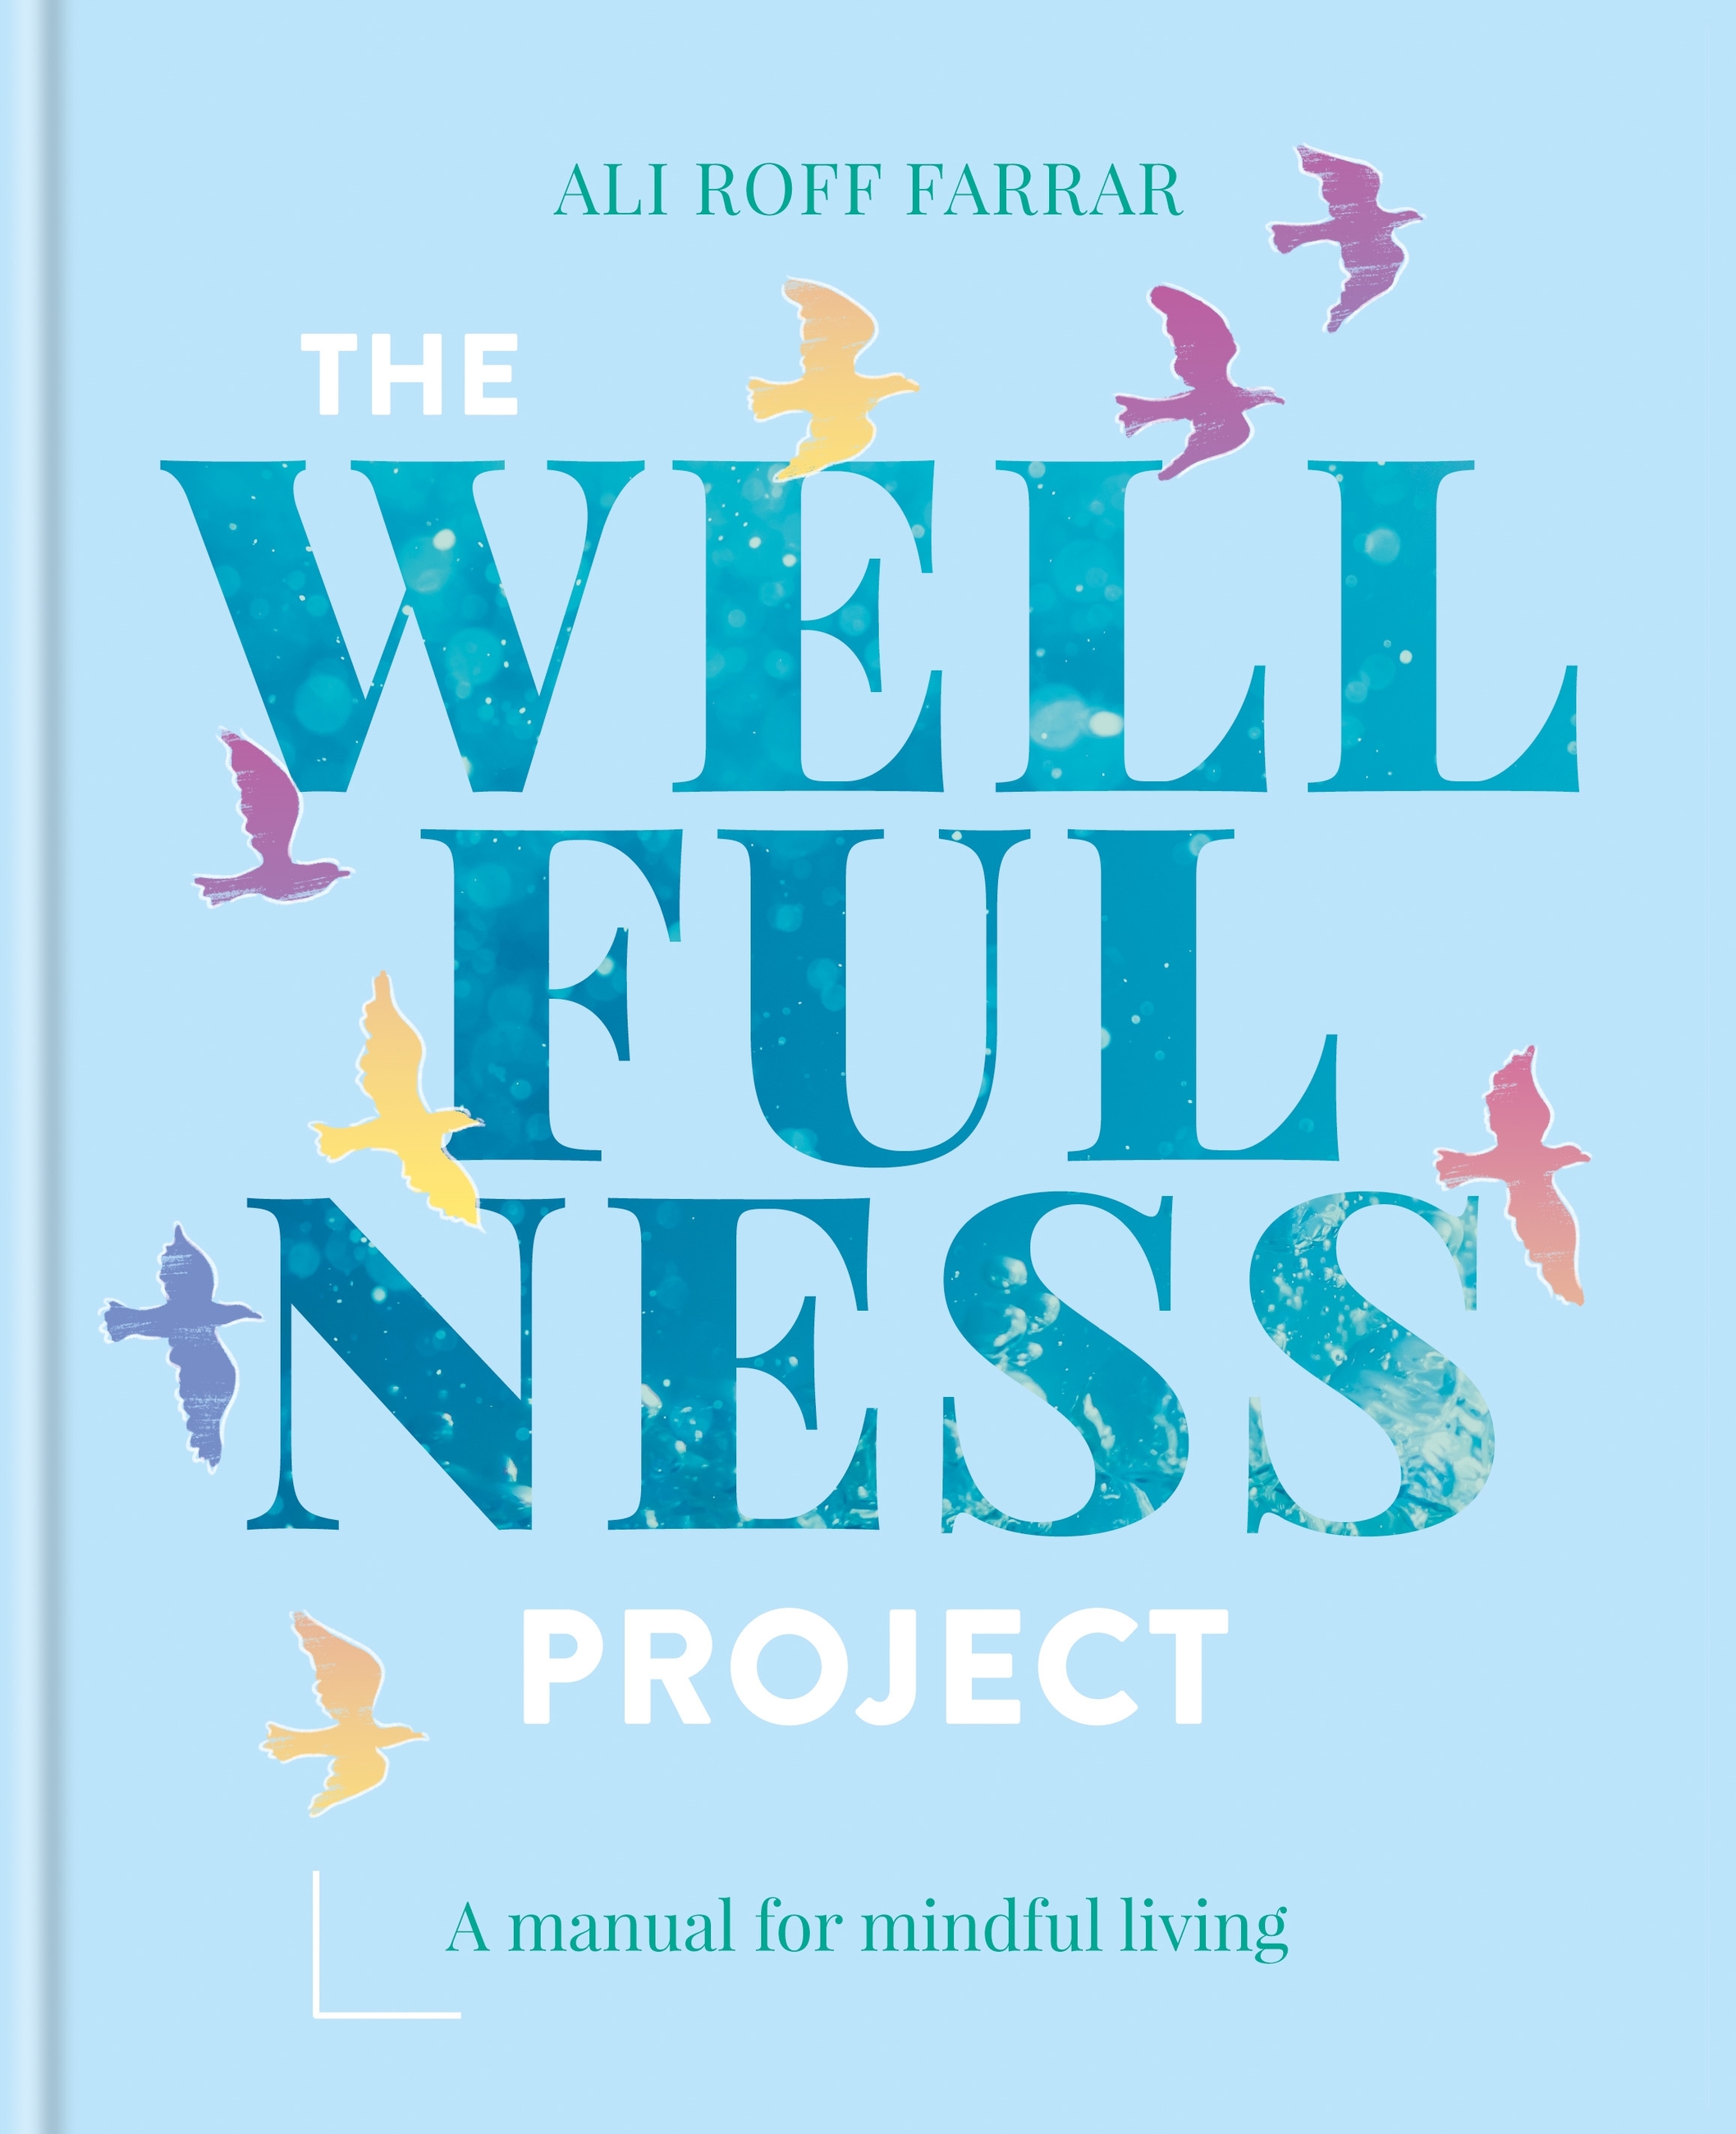 ALI ROFF FARRAR
THE
WELL
FUL
NESS
PROJECT
A manual for mindful living